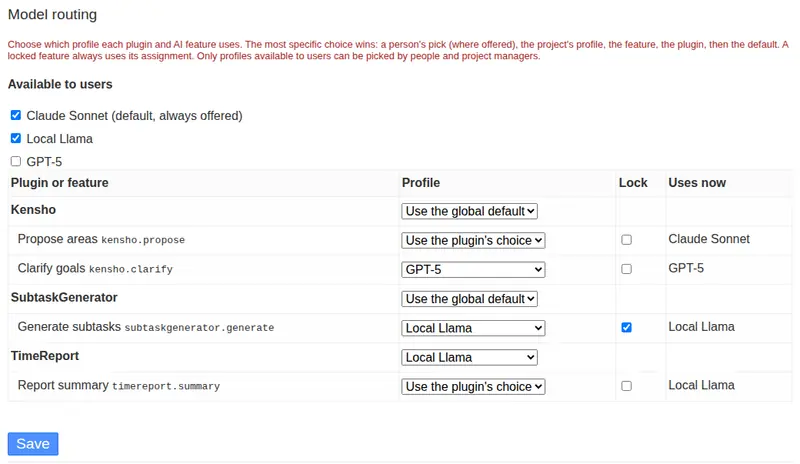 Model routing
Choose which profile each plugin and AI feature uses. The most specific choice wins: a person's pick (where offered), the project's profile, the feature, the plugin, then the default. A
locked feature always uses its assignment. Only profiles available to users can be picked by people and project managers.
Available to users
Claude Sonnet (default, always offered)
Local Llama
GPT-5
Plugin or feature Profile Lock Uses now
Kensho Use the global default
Propose areas kensho.propose Use the plugin's choice Claude Sonnet
Clarify goals kensho.clarify GPT-5 GPT-5
SubtaskGenerator Use the global default
Generate subtasks subtaskgenerator.generate Local Llama Local Llama
TimeReport Local Llama
Report summary timereport.summary Use the plugin's choice Local Llama
Save